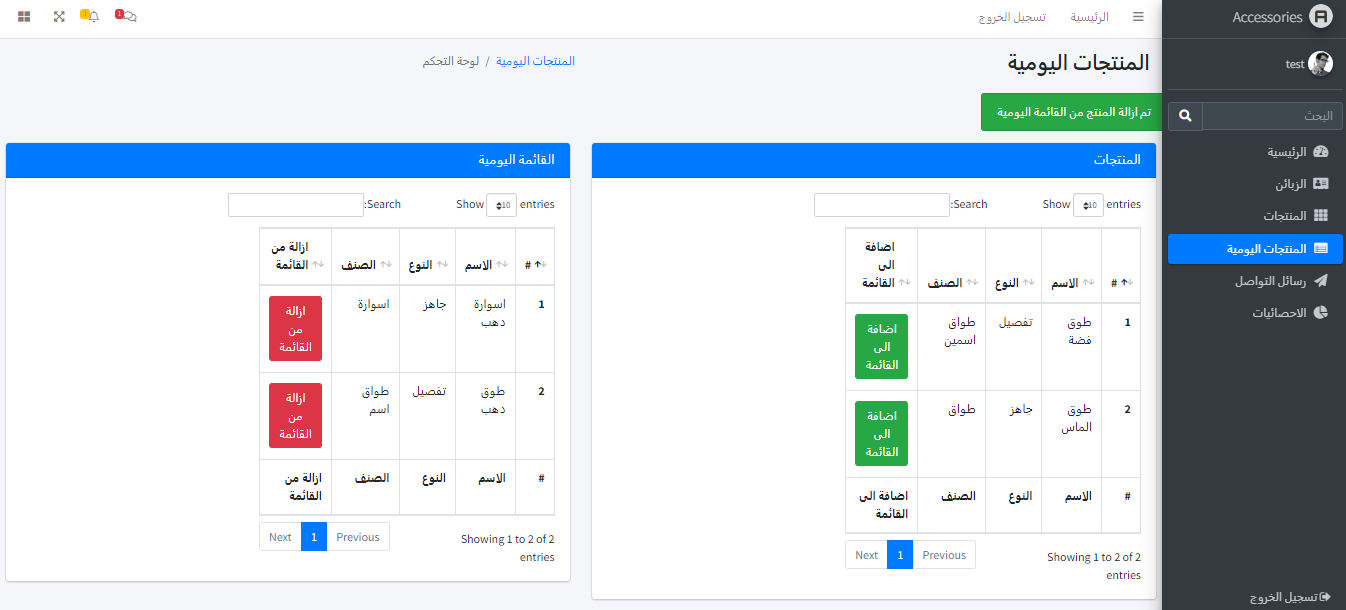 Accessories
test
البحث
الرئيسية
الزبائن
المنتجات
المنتجات اليومية
رسائل التواصل
الاحصائيات
تسجيل الخروج
الرئيسية
تسجيل الخروج
1
1
المنتجات اليومية
المنتجات اليومية / لوحة التحكم
تم ازالة المنتج من القائمة اليومية
المنتجات
Show 10 entries
Search:
# الاسم النوع الصنف اضافة
الى
القائمة
1 طوق تفصيل طواق اضافة
فضة اسمين الى
القائمة
2 طوق جاهز طواق اضافة
الماس الى
القائمة
# الاسم النوع الصنف اضافة الى
القائمة
Showing 1 to 2 of 2
entries
Previous 1 Next
القائمة اليومية
Show 10 entries
Search:
# الاسم النوع الصنف ازالة من
القائمة
1 اسوارة جاهز اسوارة ازالة
دهب من
القائمة
2 طوق تفصيل طواق ازالة
دهب اسم من
القائمة
# الاسم النوع الصنف ازالة من
القائمة
Showing 1 to 2 of 2
entries
Previous 1 Next